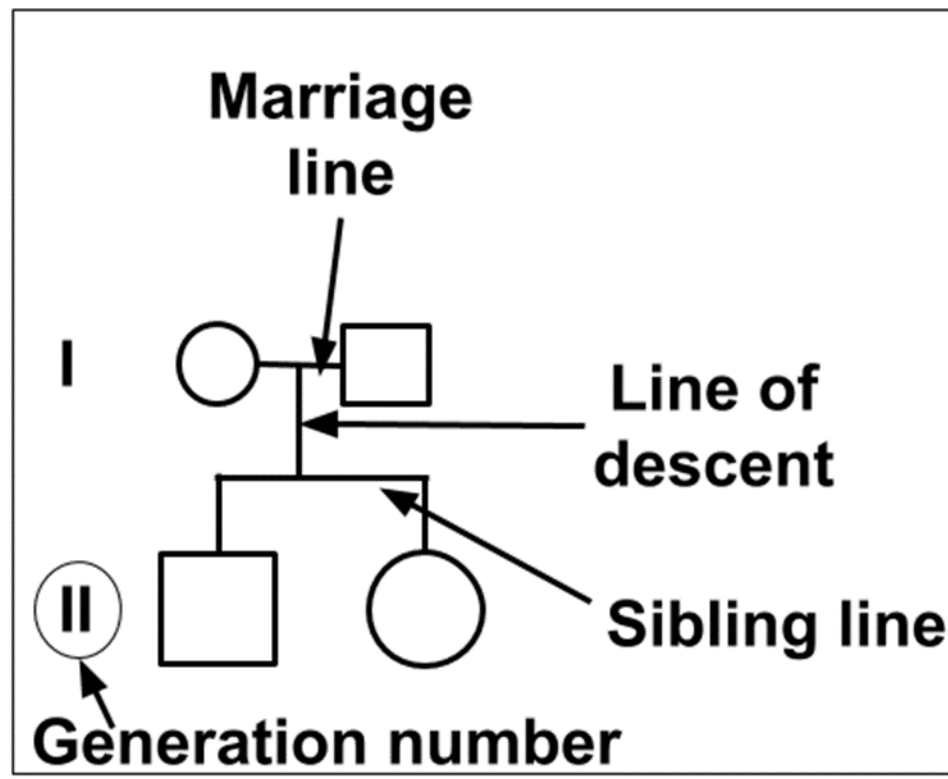 Marriage
line
I
Line of
descent
II
Sibling line
Generation number